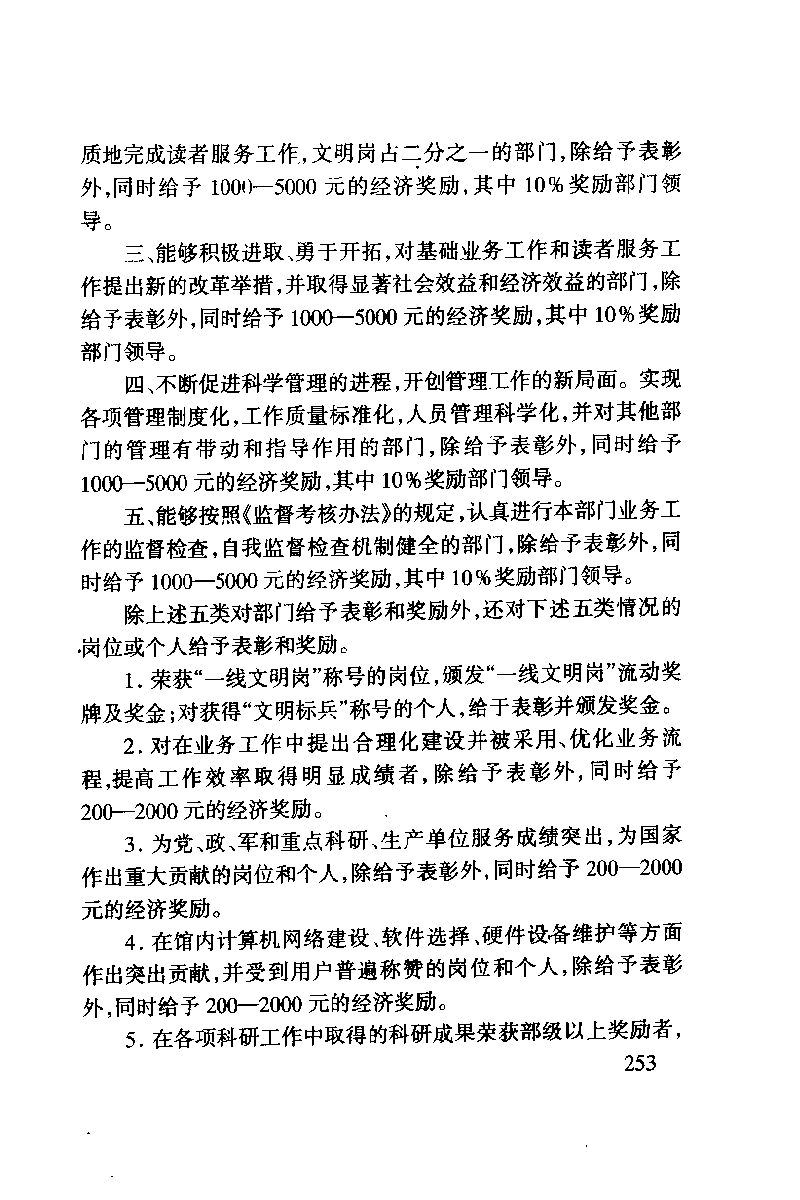 质地完成读者服务工作,文明岗占二分之一的部门,除给予表彰
外,同时给予 1000—5000 元的经济奖励,其中 10%奖励部门领
导。
三、能够积极进取、勇于开拓,对基础业务工作和读者服务工
作提出新的改革举措,并取得显著社会效益和经济效益的部门,除
给予表彰外,同时给予 1000—5000 元的经济奖励,其中 10%奖励
部门领导。
四、不断促进科学管理的进程,开创管理工作的新局面。实现
各项管理制度化,工作质量标准化,人员管理科学化,并对其他部
门的管理有带动和指导作用的部门,除给予表彰外,同时给予
1000—5000 元的经济奖励,其中 10%奖励部门领导。
五、能够按照《监督考核办法》的规定,认真进行本部门业务工
作的监督检查,自我监督检查机制健全的部门,除给予表彰外,同
时给予 1000—5000 元的经济奖励,其中 10%奖励部门领导。
除上述五类对部门给予表彰和奖励外,还对下述五类情况的
岗位或个人给予表彰和奖励。
1. 荣获“一线文明岗”称号的岗位,颁发“一线文明岗”流动奖
牌及奖金;对获得“文明标兵”称号的个人,给于表彰并颁发奖金。
2. 对在业务工作中提出合理化建设并被采用、优化业务流
程,提高工作效率取得明显成绩者,除给予表彰外,同时给予
200—2000 元的经济奖励。
3. 为党、政、军和重点科研、生产单位服务成绩突出,为国家
作出重大贡献的岗位和个人,除给予表彰外,同时给予 200—2000
元的经济奖励。
4. 在馆内计算机网络建设、软件选择、硬件设备维护等方面
作出突出贡献,并受到用户普遍称赞的岗位和个人,除给予表彰
外,同时给予 200—2000 元的经济奖励。
5. 在各项科研工作中取得的科研成果荣获部级以上奖励者,
253